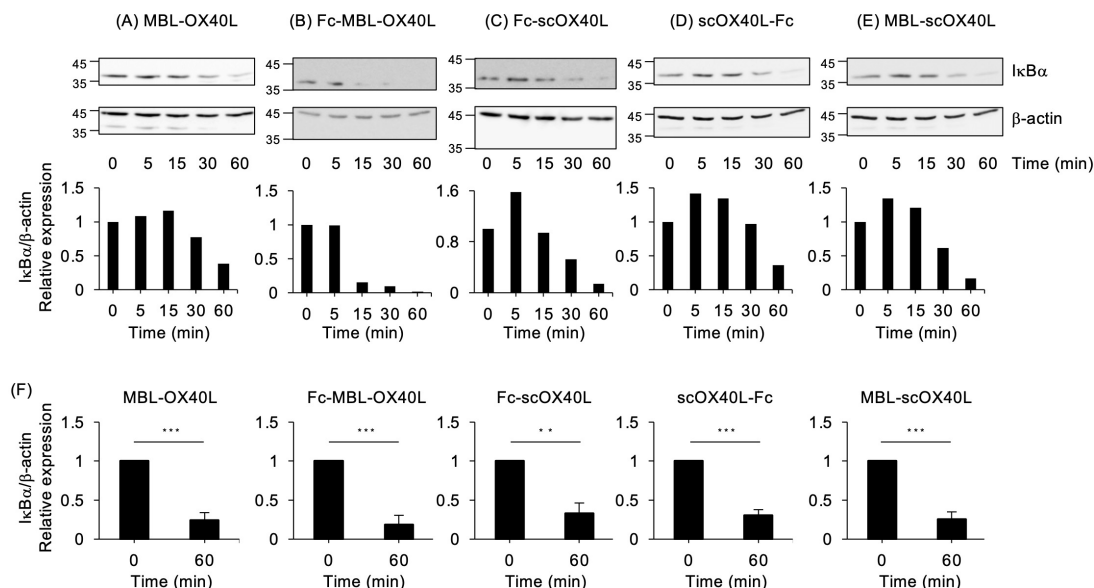 (A) MBL-OX40L (B) Fc-MBL-OX40L (C) Fc-scOX40L (D) scOX40L-Fc (E) MBL-scOX40L
45 45 45 45 45 IκBα
35 35 35 35 35
45 45 45 45 45 β-actin
35 35 35 35 35
0 5 15 30 60 0 5 15 30 60 0 5 15 30 60 0 5 15 30 60 0 5 15 30 60 Time (min)
IκBα/β-actin
Relative expression
1.5 1.5 1.6 1.5 1.5
1 1 0.8 1 1
0.5 0.5 0.5 0.5
0 0 0 0 0
0 5 15 30 60 0 5 15 30 60 0 5 15 30 60 0 5 15 30 60 0 5 15 30 60
Time (min) Time (min) Time (min) Time (min) Time (min)
(F)
MBL-OX40L Fc-MBL-OX40L Fc-scOX40L scOX40L-Fc MBL-scOX40L
IκBα/β-actin
Relative expression
1.5 1.5 1.5 1.5 1.5
*** *** ** *** ***
1 1 1 1 1
0.5 0.5 0.5 0.5 0.5
0 0 0 0 0
0 60 0 60 0 60 0 60 0 60
Time (min) Time (min) Time (min) Time (min) Time (min)